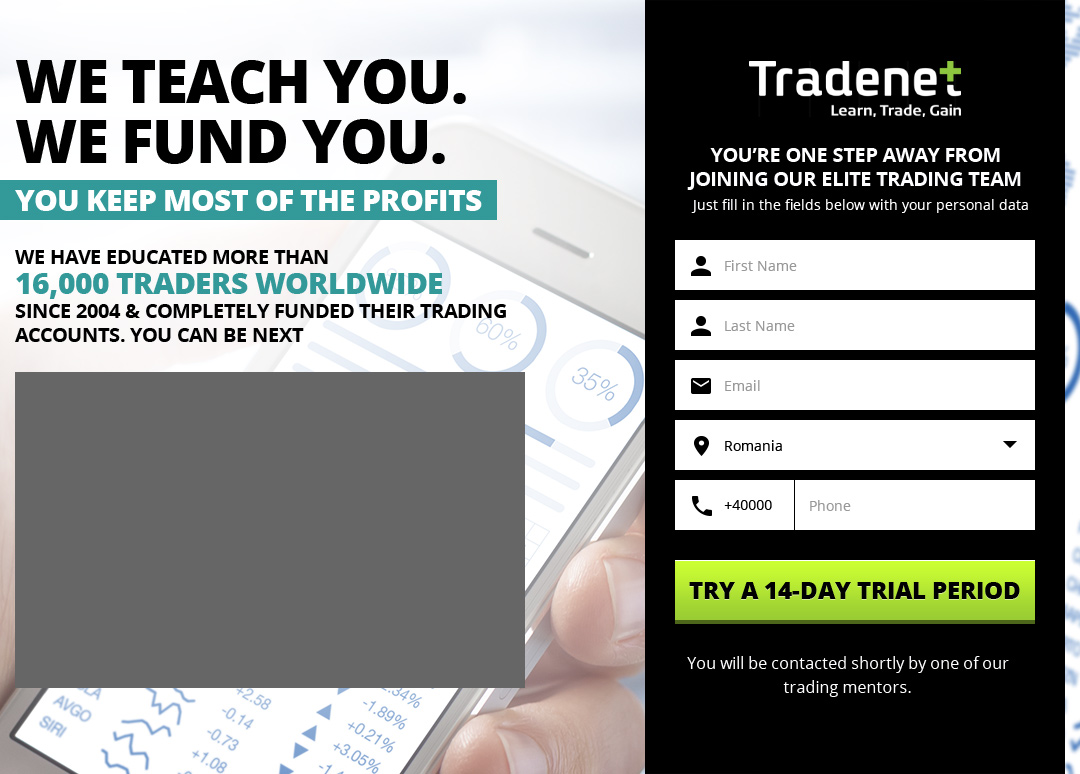 WE TEACH YOU.
WE FUND YOU.
YOU KEEP MOST OF THE PROFITS
WE HAVE EDUCATED MORE THAN
16,000 TRADERS WORLDWIDE
SINCE 2004 & COMPLETELY FUNDED THEIR TRADING
ACCOUNTS. YOU CAN BE NEXT
60%
35%
AVGO
SIRI
+2.58
-0.14
-0.73
+1.08
-1.89%
+0.21%
+3.05%
Tradenet
Learn, Trade, Gain
YOU’RE ONE STEP AWAY FROM
JOINING OUR ELITE TRADING TEAM
Just fill in the fields below with your personal data
First Name
Last Name
Email
Romania
+40000 Phone
TRY A 14-DAY TRIAL PERIOD
You will be contacted shortly by one of our
trading mentors.